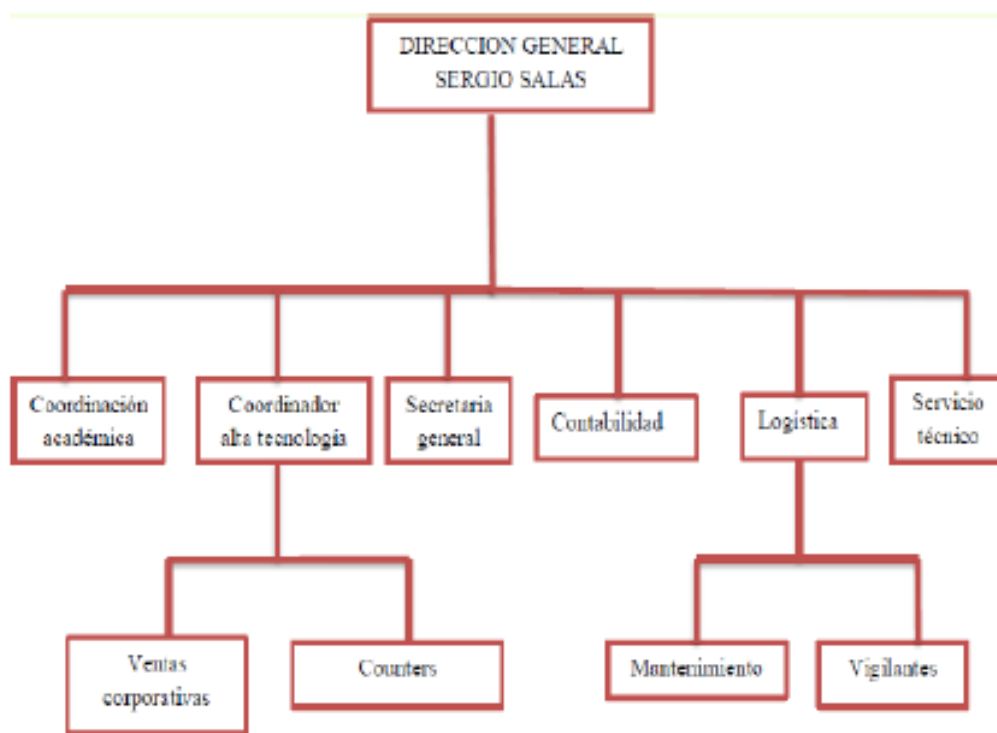 DIRECCION GENERAL
SERGIO SALAS
Coordinación
académica
Coordinador
alta tecnología
Secretaria
general
Contabilidad
Logística
Servicio
técnico
Ventas
corporativas
Counters
Mantenimiento
Vigilantes